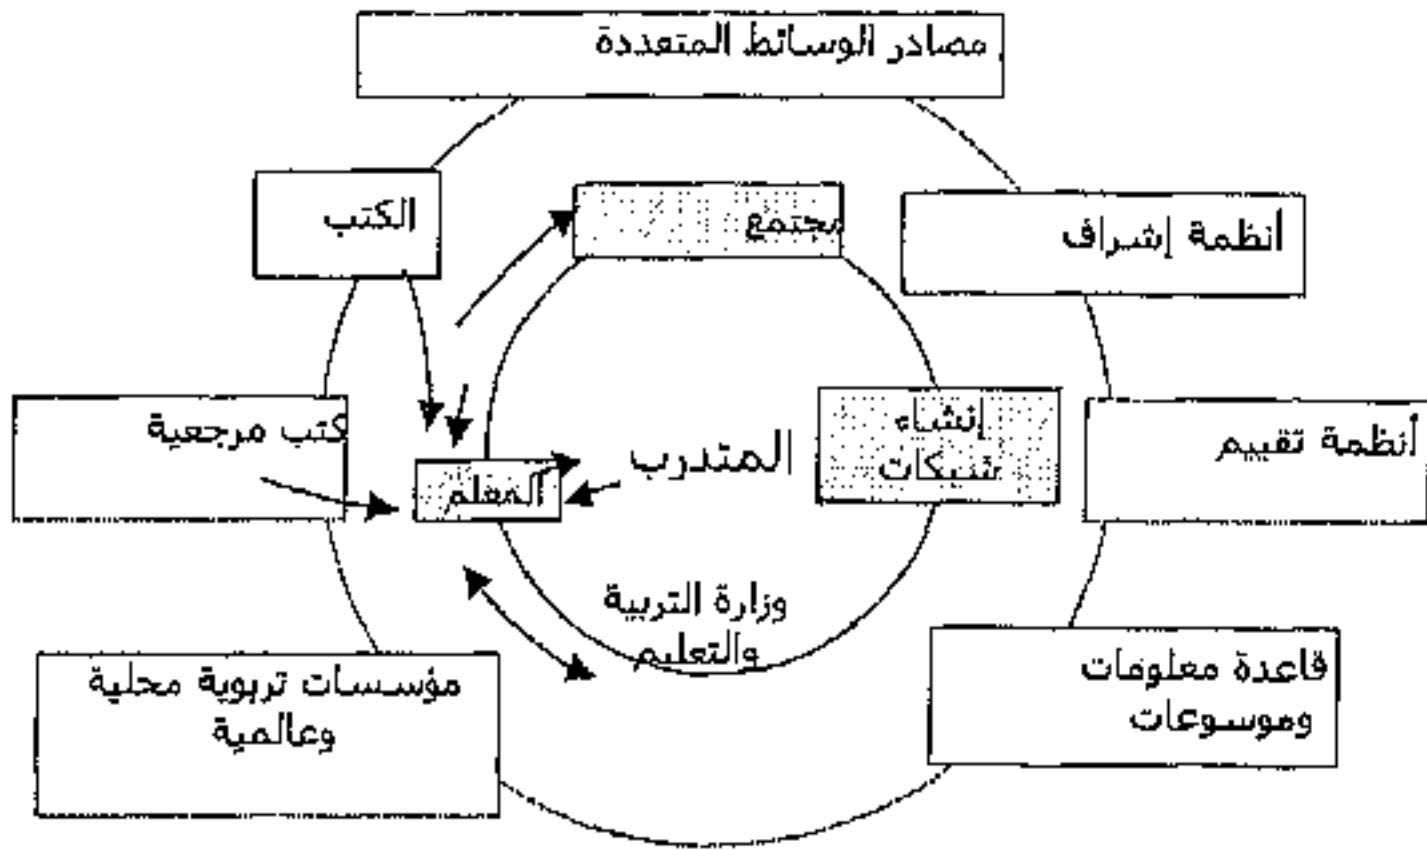 مصادر الوسائط المتعددة
الكتب
مجتمع
أنظمة إشراف
كتب مرجعية
المعلم
المتدرب
إنشاء
شبكات
أنظمة تقييم
وزارة التربية
والتعليم
مؤسسات تربوية محلية
وعالمية
قاعدة معلومات
وموسوعات